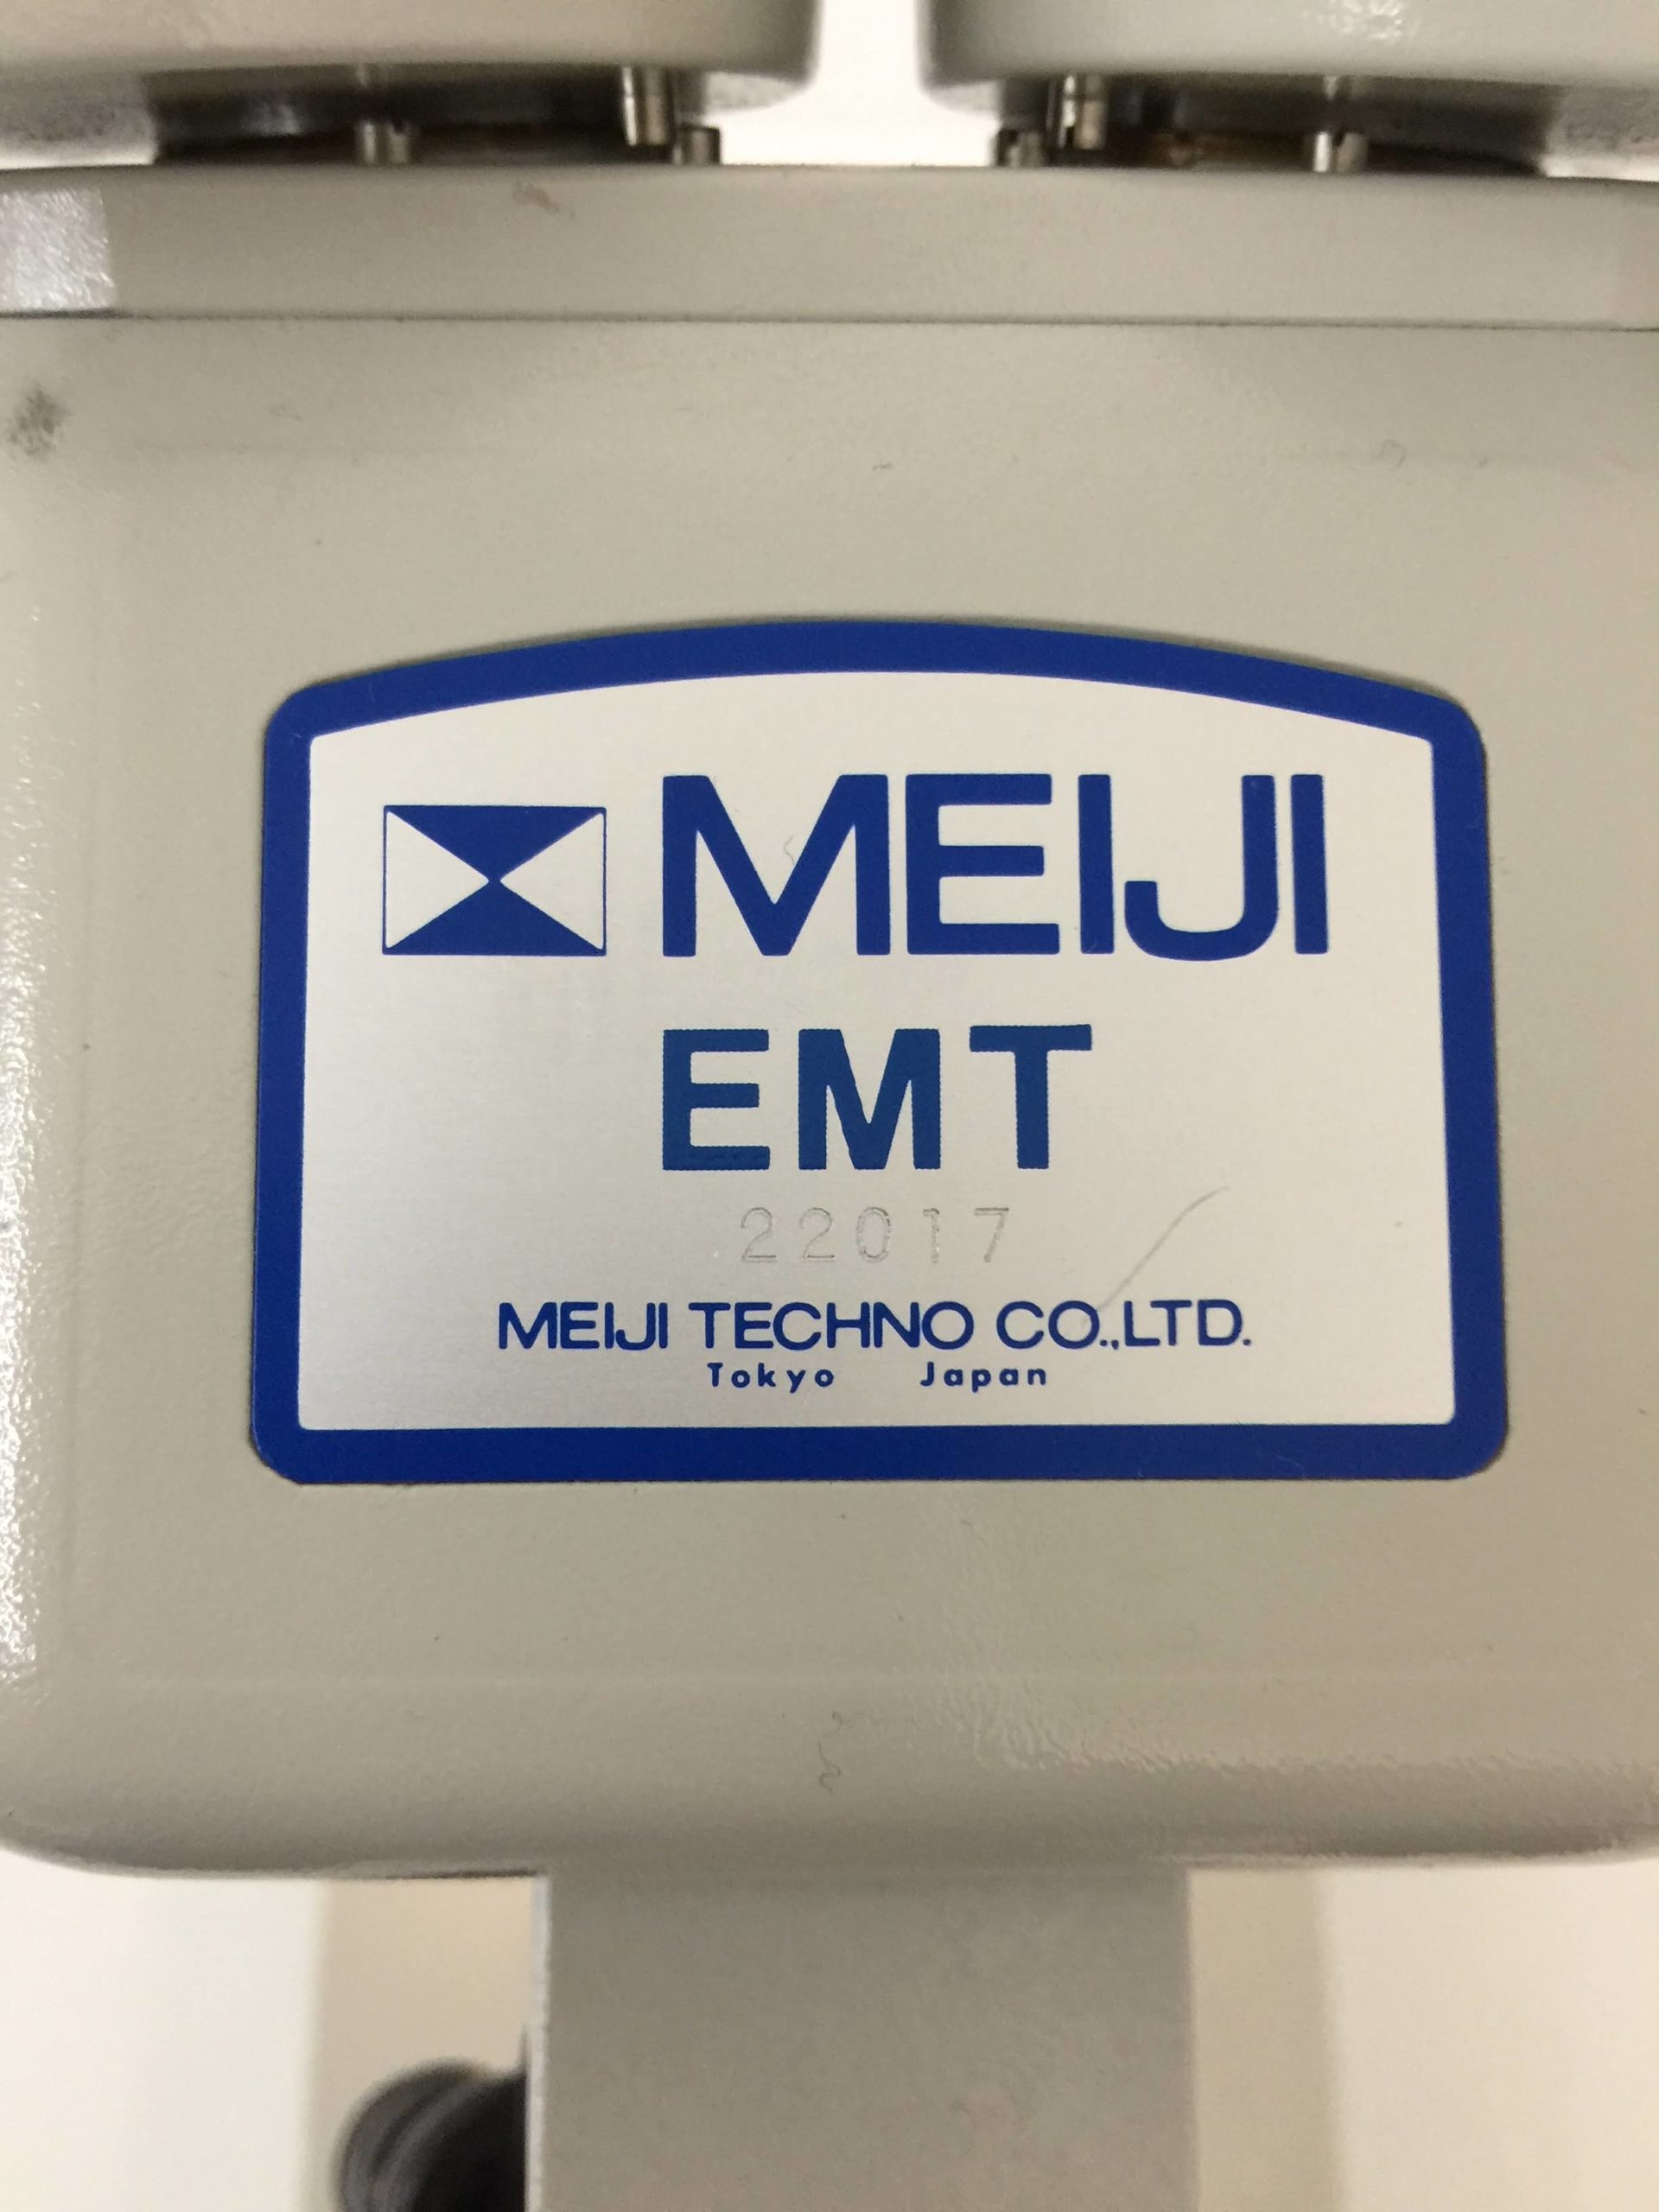 MEIJI
EMT
22017
MEIJI TECHNO CO.,LTD.
Tokyo Japan